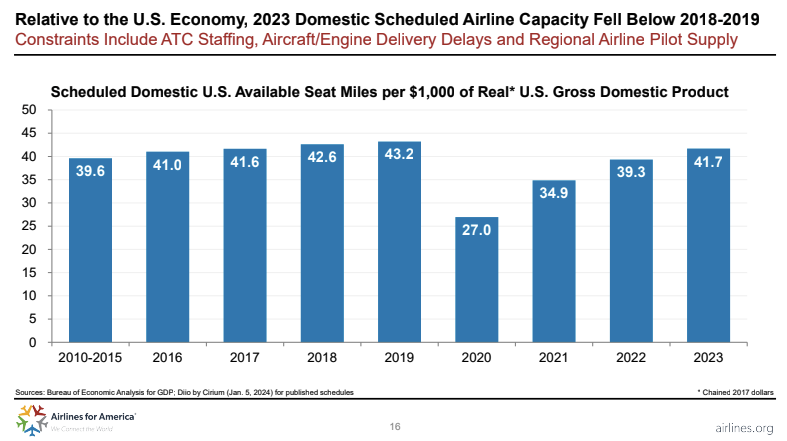 Relative to the U.S. Economy, 2023 Domestic Scheduled Airline Capacity Fell Below 2018-2019
Constraints Include ATC Staffing, Aircraft/Engine Delivery Delays and Regional Airline Pilot Supply
Scheduled Domestic U.S. Available Seat Miles per $1,000 of Real* U.S. Gross Domestic Product
50
45
40
35
30
25
20
15
10
5
0
39.6
41.0
41.6
42.6
43.2
27.0
34.9
39.3
41.7
2010-2015 2016 2017 2018 2019 2020 2021 2022 2023
Sources: Bureau of Economic Analysis for GDP; Diio by Cirium (Jan. 5, 2024) for published schedules
* Chained 2017 dollars
Airlines for America
We Connect the World
16
airlines.org